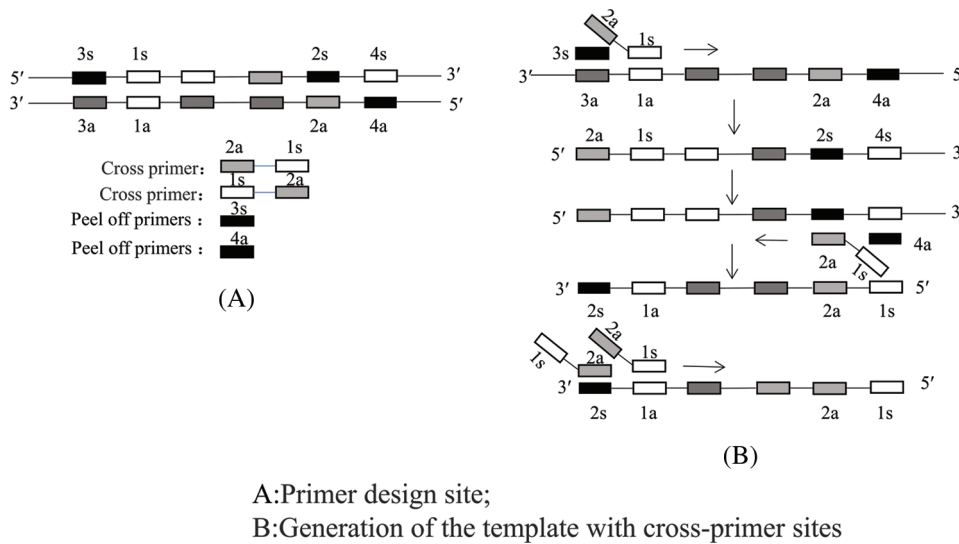 3s 1s 2s 4s
5′ 3′
3′ 5′
3a 1a 2a 4a
2a 1s
Cross primer:
1s 2a
Cross primer:
3s
Peel off primers :
4a
Peel off primers :
(A)
2a
1s
3s
3′ 5
3a 1a 2a 4a
2a 1s 2s 4s
5′ 3
5′ 3
4a
2a 1s
3′ 5′
2s 1a 2a 1s
2a
1s 2a 1s
3′ 5′
2s 1a 2a 1s
(B)
A:Primer design site;
B:Generation of the template with cross-primer sites